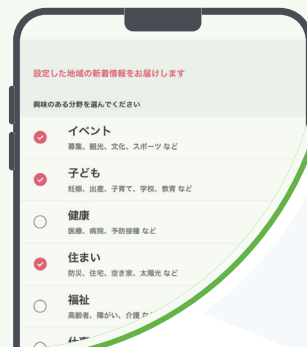 設定した地域の新着情報をお届けします
興味のある分野を選んでください
イベント
募集、観光、文化、スポーツ など
子ども
妊娠、出産、子育て、学校、教育 など
健康
医療、病院、予防接種 など
住まい
防災、住宅、空き家、太陽光 など
福祉
高齢者、障がい、介護